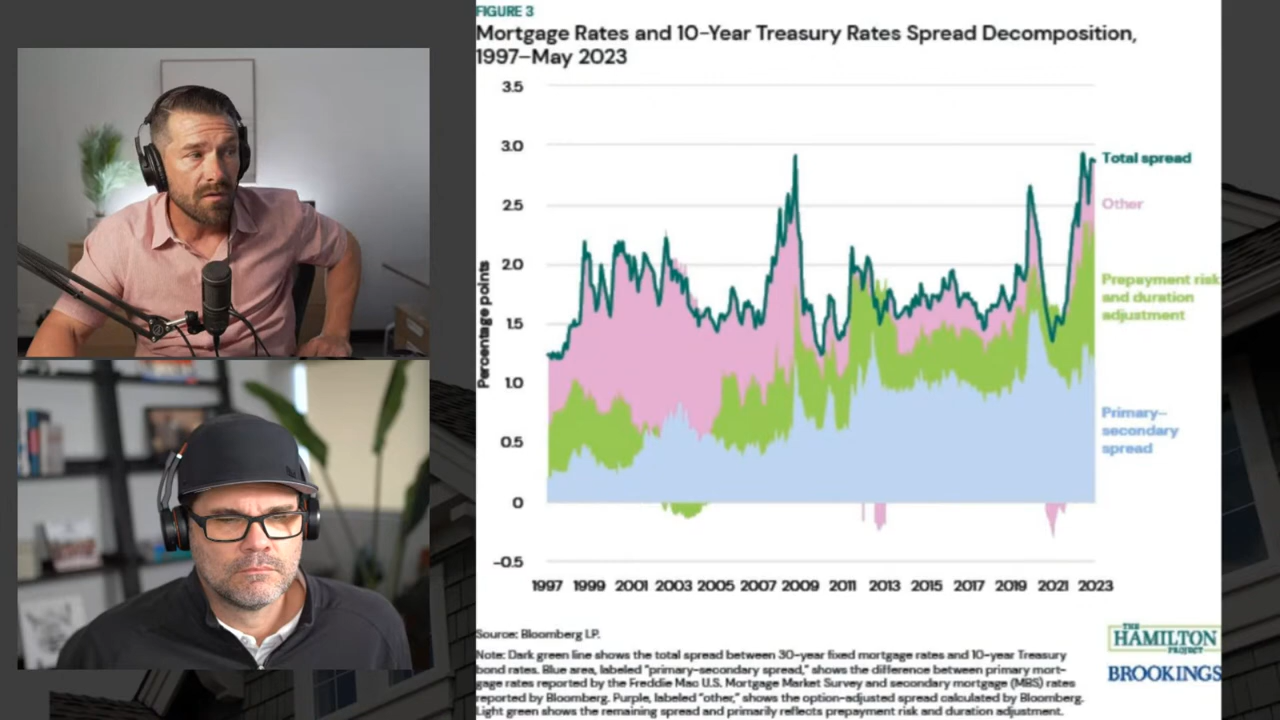 FIGURE 3
Mortgage Rates and 10-Year Treasury Rates Spread Decomposition,
1997–May 2023
3.5
3.0
2.5
2.0
1.5
1.0
0.5
0
-0.5
Percentage points
Total spread
Other
Prepayment risk
and duration
adjustment
Primary–
secondary
spread
1997 1999 2001 2003 2005 2007 2009 2011 2013 2015 2017 2019 2021 2023
Source: Bloomberg LP.
Note: Dark green line shows the total spread between 30-year fixed mortgage rates and 10-year Treasury
bond rates. Blue area, labeled "primary-secondary spread," shows the difference between primary mort-
gage rates reported by the Freddie Mac U.S. Mortgage Market Survey and secondary mortgage (MBS) rates
reported by Bloomberg. Purple, labeled "other," shows the option-adjusted spread calculated by Bloomberg.
Light green shows the remaining spread and primarily reflects prepayment risk and duration adjustment.
THE
HAMILTON
PROJECT
BROOKINGS